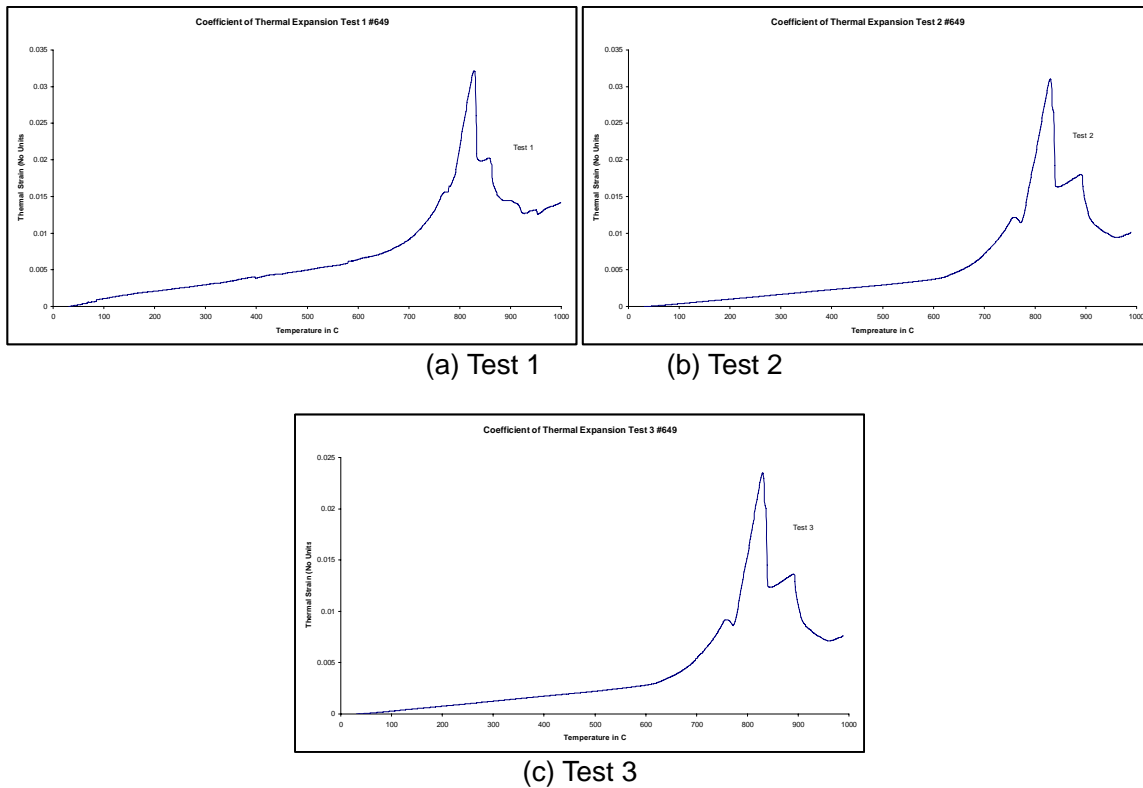 Coefficient of Thermal Expansion Test 1 #649
0.035
0.03
0.025
0.02
0.015
0.01
0.005
0
Thermal Strain (No Units
Test 1
0 100 200 300 400 500 600 700 800 900 1000
Temperature in C
(a) Test 1
Coefficient of Thermal Expansion Test 2 #649
0.035
0.03
0.025
0.02
0.015
0.01
0.005
0
Thermal Strain (No Units
Test 2
0 100 200 300 400 500 600 700 800 900 1000
Tempreature in C
(b) Test 2
Coefficient of Thermal Expansion Test 3 #649
0.025
0.02
0.015
0.01
0.005
0
Thermal Strain (No Units
Test 3
0 100 200 300 400 500 600 700 800 900 1000
Temperature in C
(c) Test 3